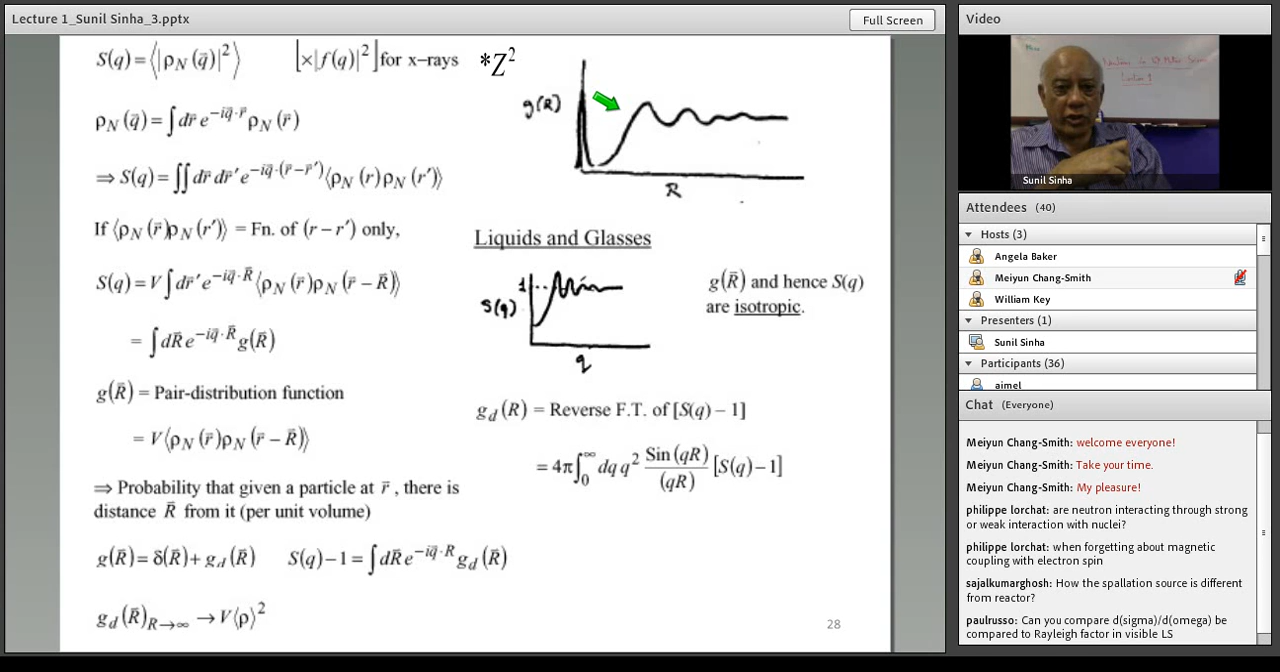 Lecture 1_Sunil Sinha_3.pptx
Full Screen
S(q) = ⟨|ρ_N(q⃗)|²⟩ ⌊×|f(q)|²⌋ for x–rays *Z²
ρ_N(q⃗) = ∫ dr⃗ e^{−iq⃗·r⃗} ρ_N(r⃗)
⇒ S(q) = ∫∫ dr⃗ dr⃗′ e^{−iq⃗·(r⃗−r⃗′)} ⟨ρ_N(r)ρ_N(r′)⟩
If ⟨ρ_N(r⃗)ρ_N(r′)⟩ = Fn. of (r − r′) only,
S(q) = V∫ dr⃗′ e^{−iq⃗·R⃗} ⟨ρ_N(r⃗)ρ_N(r⃗ − R⃗)⟩
= ∫ dR⃗ e^{−iq⃗·R⃗} g(R⃗)
g(R⃗) = Pair-distribution function
= V⟨ρ_N(r⃗)ρ_N(r⃗ − R⃗)⟩
⇒ Probability that given a particle at r⃗, there is
distance R⃗ from it (per unit volume)
g(R⃗) = δ(R⃗) + g_d(R⃗) S(q) − 1 = ∫ dR⃗ e^{−iq⃗·R} g_d(R⃗)
g_d(R⃗)_{R→∞} → V⟨ρ⟩²
g(R)
R
Liquids and Glasses
1
S(q)
q
g(R⃗) and hence S(q)
are isotropic.
g_d(R) = Reverse F.T. of [S(q) − 1]
= 4π∫₀^∞ dq q² Sin(qR)/(qR) [S(q) − 1]
28
Video
Sunil Sinha
Attendees (40)
Hosts (3)
Angela Baker
Meiyun Chang-Smith
William Key
Presenters (1)
Sunil Sinha
Participants (36)
aimel
Chat (Everyone)
Meiyun Chang-Smith: welcome everyone!
Meiyun Chang-Smith: Take your time.
Meiyun Chang-Smith: My pleasure!
philippe lorchat: are neutron interacting through strong
or weak interaction with nuclei?
philippe lorchat: when forgetting about magnetic
coupling with electron spin
sajalkumarghosh: How the spallation source is different
from reactor?
paulrusso: Can you compare d(sigma)/d(omega) be
compared to Rayleigh factor in visible LS